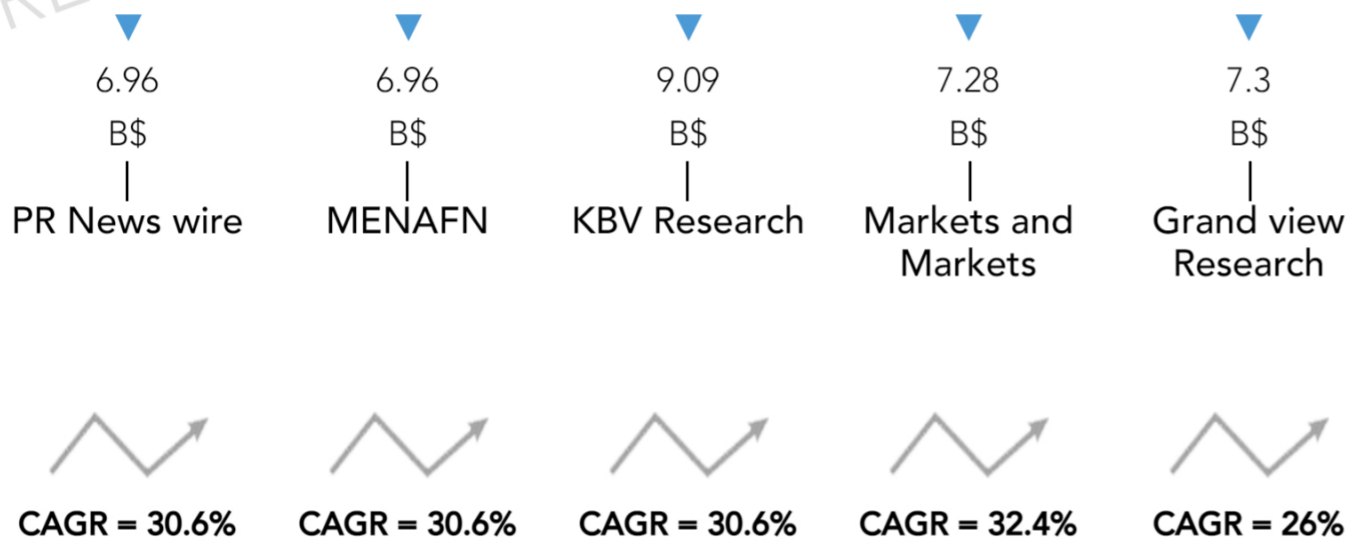 6.96 6.96 9.09 7.28 7.3
B$ B$ B$ B$ B$
PR News wire MENAFN KBV Research Markets and Grand view
Markets Research
CAGR = 30.6% CAGR = 30.6% CAGR = 30.6% CAGR = 32.4% CAGR = 26%